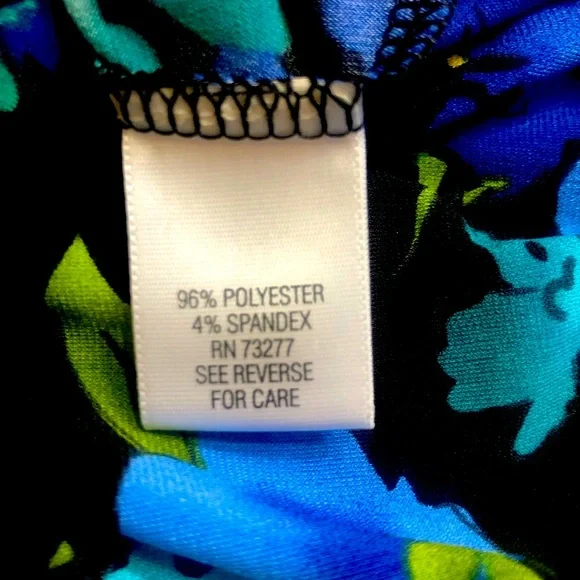 96% POLYESTER
4% SPANDEX
RN 73277
SEE REVERSE
FOR CARE